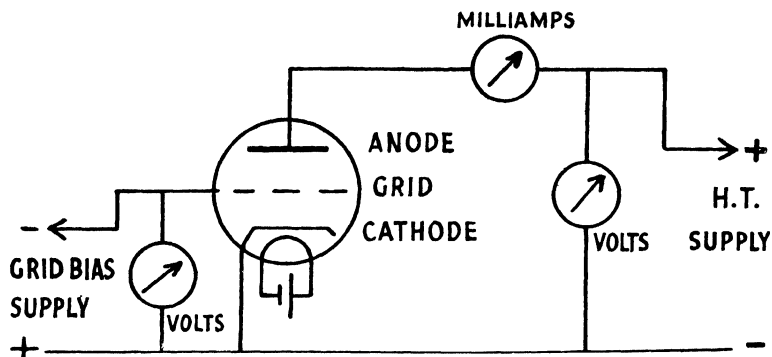 MILLIAMPS
ANODE
GRID
CATHODE
+
H.T.
SUPPLY
VOLTS
-
GRID BIAS
SUPPLY
VOLTS
+
-